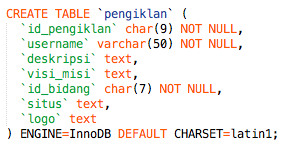 CREATE TABLE `pengiklan` (
`id_pengiklan` char(9) NOT NULL,
`username` varchar(50) NOT NULL,
`deskripsi` text,
`visi_misi` text,
`id_bidang` char(7) NOT NULL,
`situs` text,
`logo` text
) ENGINE=InnoDB DEFAULT CHARSET=latin1;